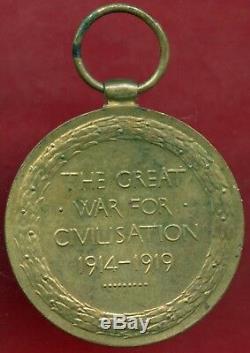 THE GREAT
· WAR FOR ·
CIVILISATION
1914-1919